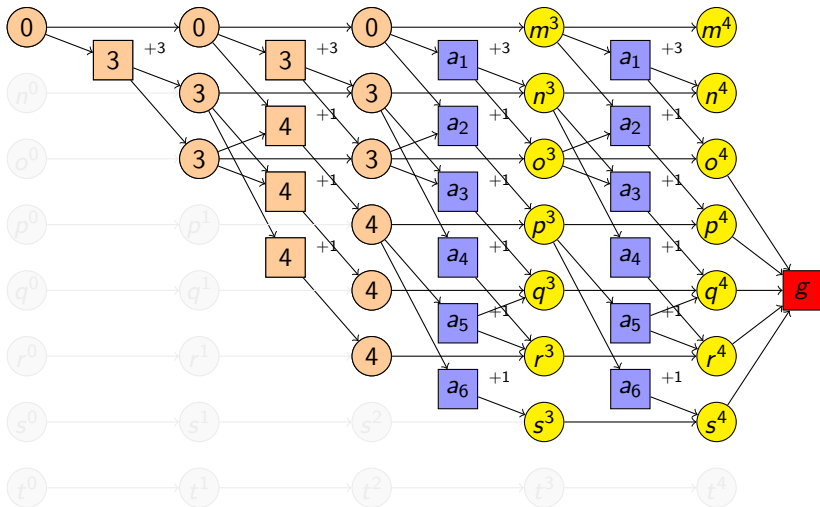 0 0 0 m³ m⁴
3 +3 3 +3 a₁ +3 a₁ +3
n⁰ 3 3 n³ n⁴
4 +1 a₂ +1 a₂ +1
o⁰ 3 3 o³ o⁴
4 +1 a₃ +1 a₃ +1
p⁰ p¹ 4 p³ p⁴
4 +1 a₄ +1 a₄ +1
q⁰ q¹ 4 q³ q⁴ g
a₅ +1 a₅ +1
r⁰ r¹ 4 r³ r⁴
a₆ +1 a₆ +1
s⁰ s¹ s² s³ s⁴
t⁰ t¹ t² t³ t⁴